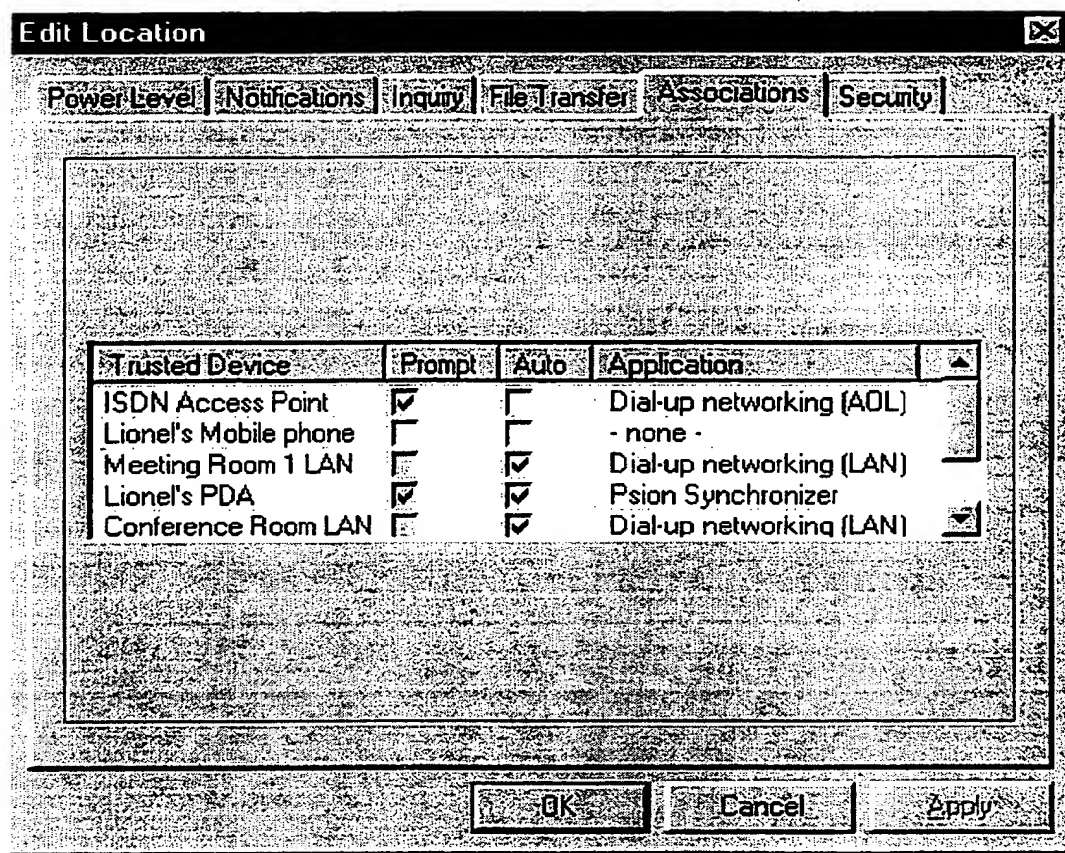 Edit Location
Power Level Notifications Inquiry File Transfer Associations Security
Trusted Device Prompt Auto Application
ISDN Access Point Dial-up networking (AOL)
Lionel's Mobile phone - none -
Meeting Room 1 LAN Dial-up networking (LAN)
Lionel's PDA Psion Synchronizer
Conference Room LAN Dial-up networking (LAN)
OK Cancel Apply